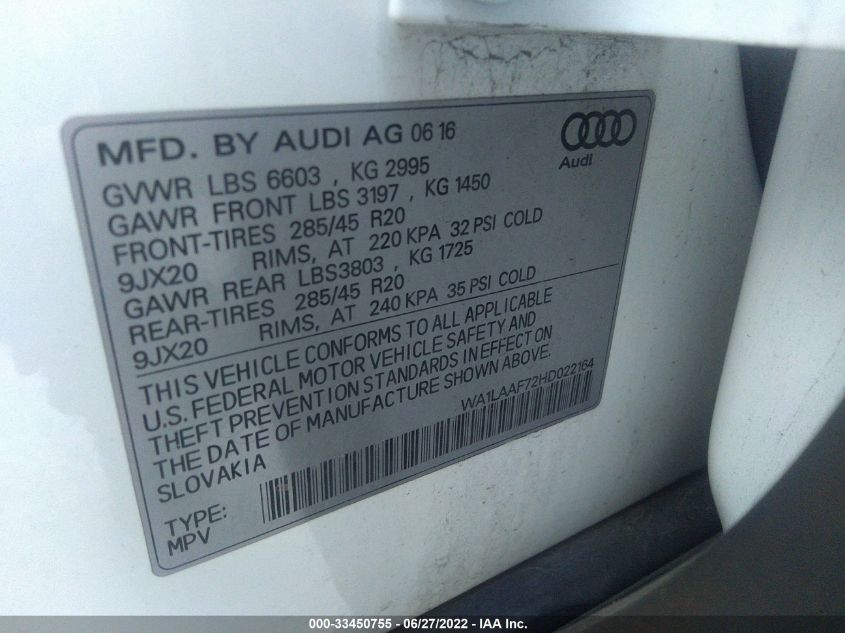 MFD. BY AUDI AG 06 16
Audi
GVWR LBS 6603 , KG 2995
GAWR FRONT LBS 3197 , KG 1450
FRONT-TIRES 285/45 R20
9JX20 RIMS, AT 220 KPA 32 PSI COLD
GAWR REAR LBS3803 , KG 1725
REAR-TIRES 285/45 R20
9JX20 RIMS, AT 240 KPA 35 PSI COLD
THIS VEHICLE CONFORMS TO ALL APPLICABLE
U.S. FEDERAL MOTOR VEHICLE SAFETY AND
THEFT PREVENTION STANDARDS IN EFFECT ON
THE DATE OF MANUFACTURE SHOWN ABOVE.
SLOVAKIA
WA1LAAF72HD022164
TYPE:
MPV
000-33450755 - 06/27/2022 - IAA Inc.